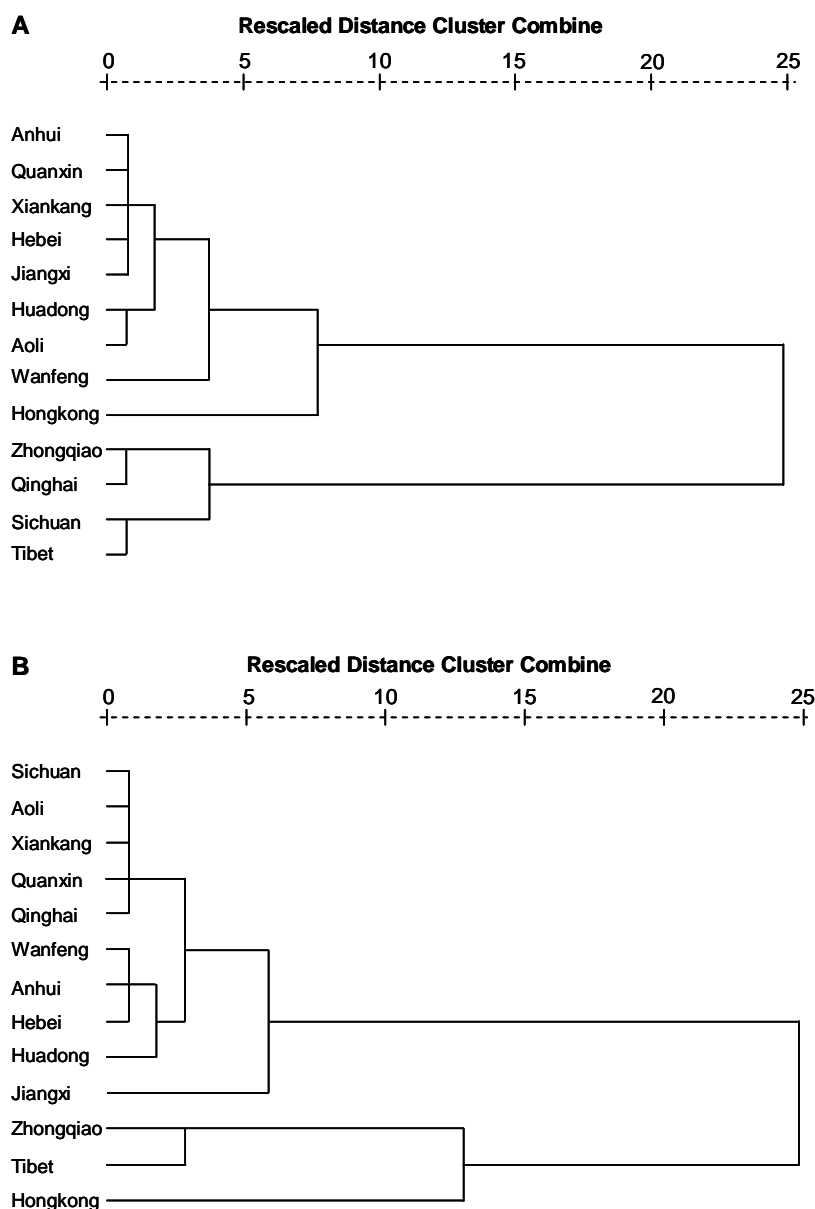 A
Rescaled Distance Cluster Combine
0 5 10 15 20 25
Anhui
Quanxin
Xiankang
Hebei
Jiangxi
Huadong
Aoli
Wanfeng
Hongkong
Zhongqiao
Qinghai
Sichuan
Tibet
B
Rescaled Distance Cluster Combine
0 5 10 15 20 25
Sichuan
Aoli
Xiankang
Quanxin
Qinghai
Wanfeng
Anhui
Hebei
Huadong
Jiangxi
Zhongqiao
Tibet
Hongkong